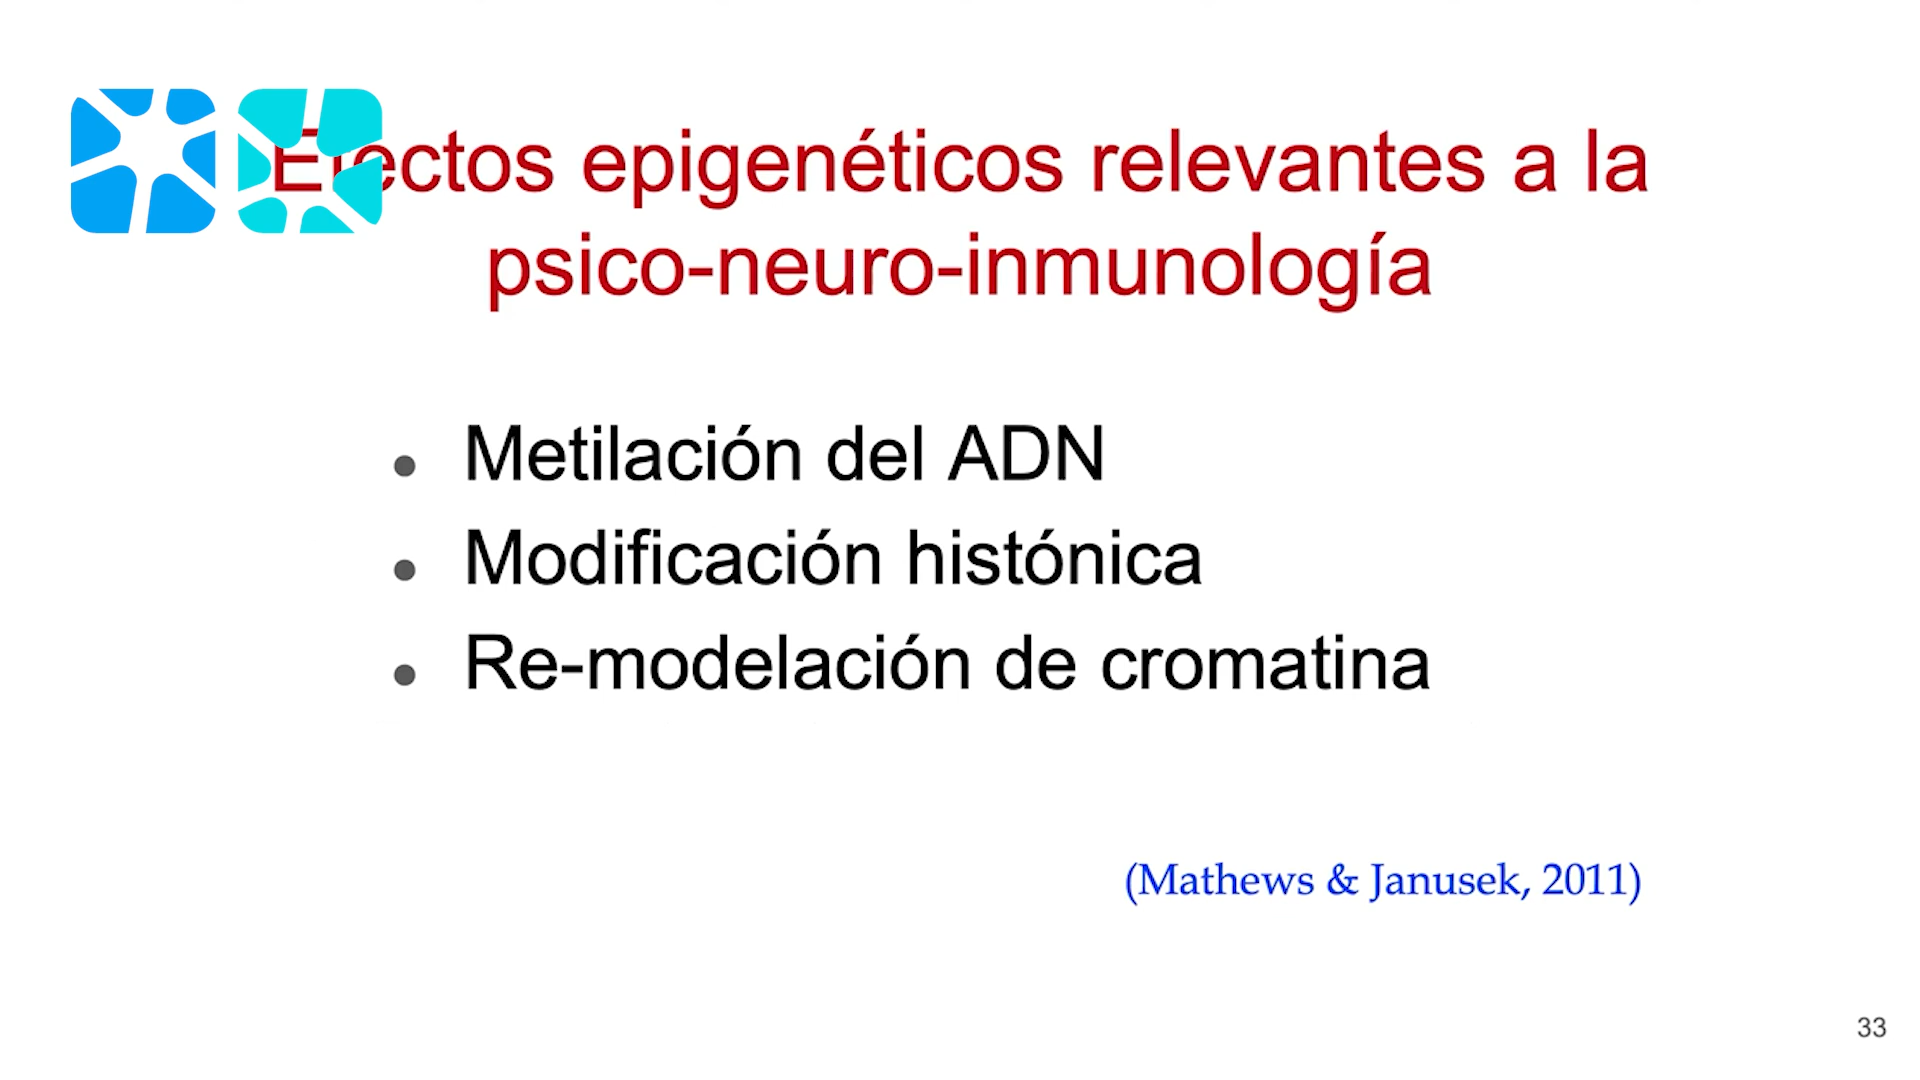 Efectos epigenéticos relevantes a la
psico-neuro-inmunología
• Metilación del ADN
• Modificación histónica
• Re-modelación de cromatina
(Mathews & Janusek, 2011)
33